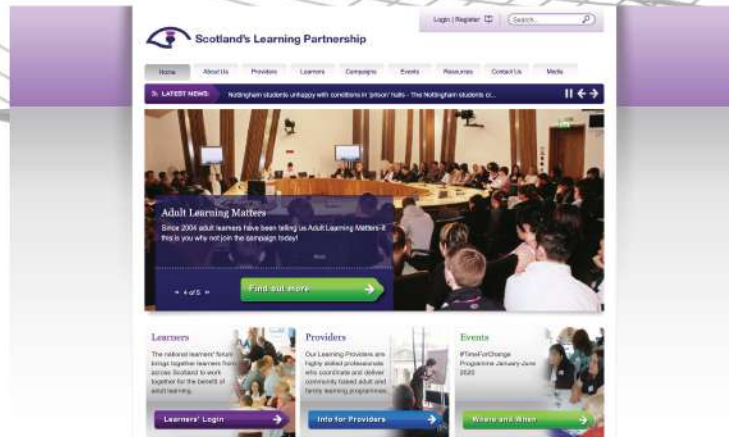 Login | Register
Search...
Scotland's Learning Partnership
Home About Us Providers Learners Campaigns Events Resources Contact Us Media
LATEST NEWS: Nottingham students unhappy with conditions in 'prison' halls - The Nottingham students ci...
Adult Learning Matters
Since 2004 adult learners have been telling us Adult Learning Matters-if
this is you why not join the campaign today!
4 of 5
Find out more
Learners
The national learners' forum
brings together learners from
across Scotland to work
together for the benefit of
adult learning.
Learners' Login
Providers
Our Learning Providers are
highly skilled professionals
who coordinate and deliver
community based adult and
family learning programmes.
Info for Providers
Events
#TimeForChange
Programme January-June
2020
Where and When